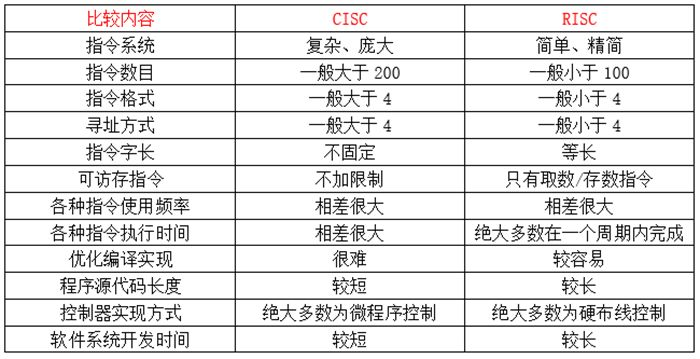 比较内容 CISC RISC
指令系统 复杂、庞大 简单、精简
指令数目 一般大于 200 一般小于 100
指令格式 一般大于 4 一般小于 4
寻址方式 一般大于 4 一般小于 4
指令字长 不固定 等长
可访存指令 不加限制 只有取数/存数指令
各种指令使用频率 相差很大 相差很大
各种指令执行时间 相差很大 绝大多数在一个周期内完成
优化编译实现 很难 较容易
程序源代码长度 较短 较长
控制器实现方式 绝大多数为微程序控制 绝大多数为硬布线控制
软件系统开发时间 较短 较长